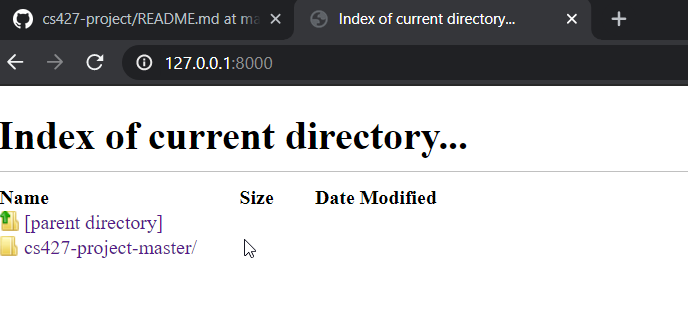 cs427-project/README.md at ma
Index of current directory...
127.0.0.1:8000
Index of current directory...
Name Size Date Modified
[parent directory]
cs427-project-master/